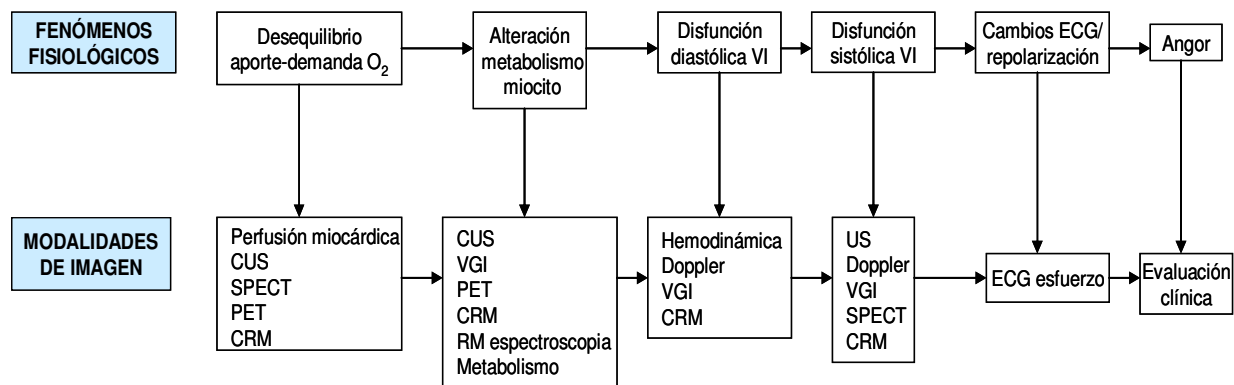 FENÓMENOS
FISIOLÓGICOS
Desequilibrio
aporte-demanda O₂
Alteración
metabolismo
miocito
Disfunción
diastólica VI
Disfunción
sistólica VI
Cambios ECG/
repolarización
Angor
MODALIDADES
DE IMAGEN
Perfusión miocárdica
CUS
SPECT
PET
CRM
CUS
VGI
PET
CRM
RM espectroscopia
Metabolismo
Hemodinámica
Doppler
VGI
CRM
US
Doppler
VGI
SPECT
CRM
ECG esfuerzo
Evaluación
clínica